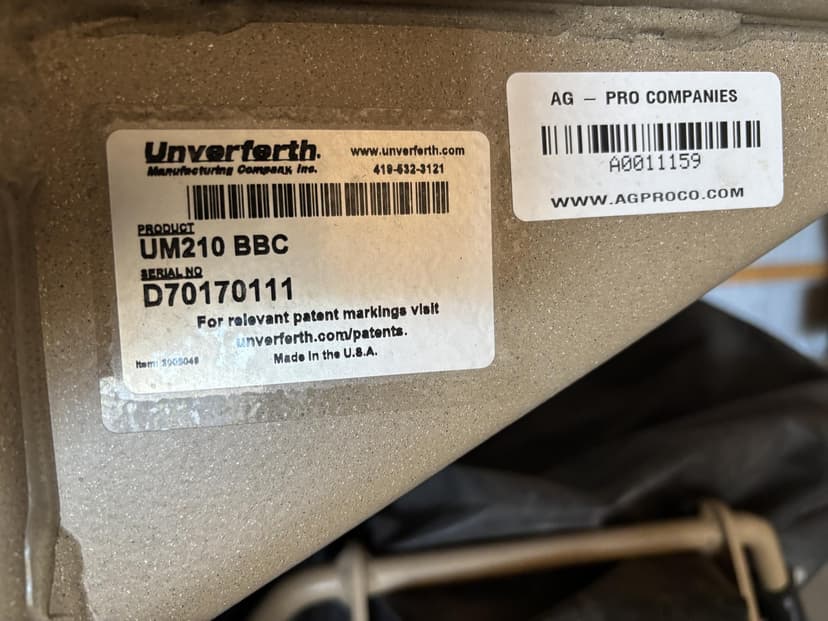 Unverferth.
Manufacturing Company, Inc.
www.unverferth.com
419-532-3121
PRODUCT
UM210 BBC
SERIAL NO
D70170111
For relevant patent markings visit
unverferth.com/patents.
Made in the U.S.A.
Item:
AG – PRO COMPANIES
A0011159
WWW.AGPROCO.COM